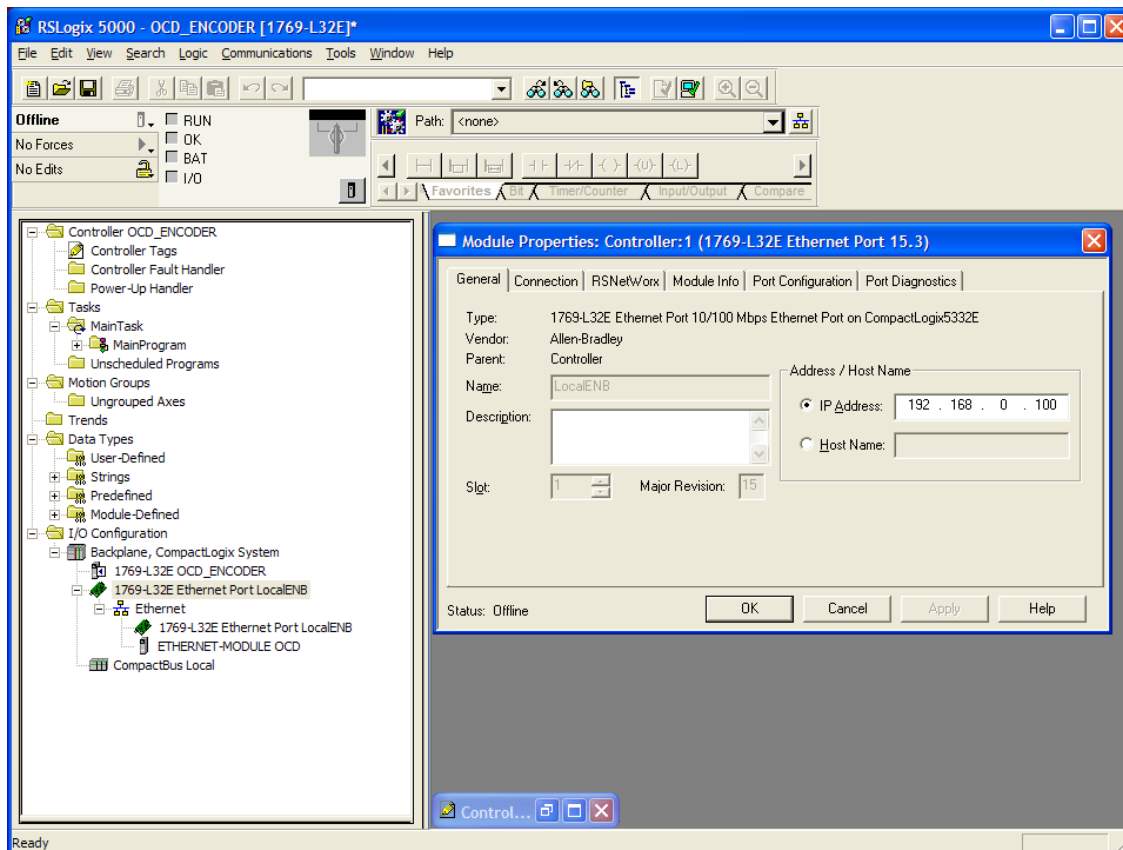 RSLogix 5000 - OCD_ENCODER [1769-L32E]*
File Edit View Search Logic Communications Tools Window Help
Offline
RUN
No Forces
OK
BAT
No Edits
I/O
Path: <none>
Favorites Bit Timer/Counter Input/Output Compare
Controller OCD_ENCODER
Controller Tags
Controller Fault Handler
Power-Up Handler
Tasks
MainTask
MainProgram
Unscheduled Programs
Motion Groups
Ungrouped Axes
Trends
Data Types
User-Defined
Strings
Predefined
Module-Defined
I/O Configuration
Backplane, CompactLogix System
1769-L32E OCD_ENCODER
1769-L32E Ethernet Port LocalENB
Ethernet
1769-L32E Ethernet Port LocalENB
ETHERNET-MODULE OCD
CompactBus Local
Module Properties: Controller:1 (1769-L32E Ethernet Port 15.3)
General Connection RSNetWorx Module Info Port Configuration Port Diagnostics
Type: 1769-L32E Ethernet Port 10/100 Mbps Ethernet Port on CompactLogix5332E
Vendor: Allen-Bradley
Parent: Controller
Name: LocalENB
Description:
Slot: 1 Major Revision: 15
Address / Host Name
IP Address: 192 . 168 . 0 . 100
Host Name:
Status: Offline
OK Cancel Apply Help
Control...
Ready